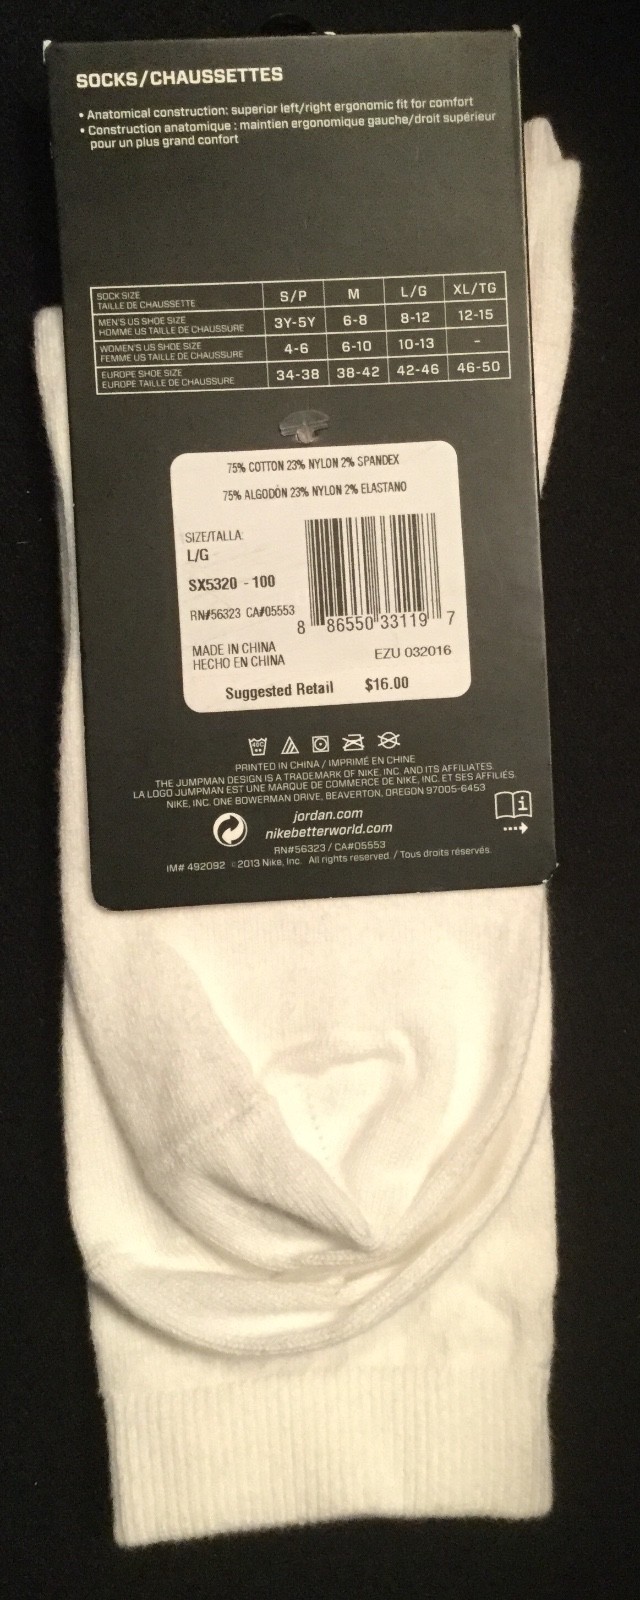 SOCKS/CHAUSSETTES
• Anatomical construction: superior left/right ergonomic fit for comfort
• Construction anatomique : maintien ergonomique gauche/droit supérieur
pour un plus grand confort
SOCK SIZE
TAILLE DE CHAUSSETTE
S/P M L/G XL/TG
MEN'S US SHOE SIZE
HOMME US TAILLE DE CHAUSSURE
3Y-5Y 6-8 8-12 12-15
WOMEN'S US SHOE SIZE
FEMME US TAILLE DE CHAUSSURE
4-6 6-10 10-13 -
EUROPE SHOE SIZE
EUROPE TAILLE DE CHAUSSURE
34-38 38-42 42-46 46-50
75% COTTON 23% NYLON 2% SPANDEX
75% ALGODÓN 23% NYLON 2% ELASTANO
SIZE/TALLA:
L/G
SX5320 - 100
RN#56323 CA#05553
8 86550 33119 7
MADE IN CHINA
HECHO EN CHINA
EZU 032016
Suggested Retail $16.00
40C
PRINTED IN CHINA / IMPRIMÉ EN CHINE
THE JUMPMAN DESIGN IS A TRADEMARK OF NIKE, INC. AND ITS AFFILIATES.
LA LOGO JUMPMAN EST UNE MARQUE DE COMMERCE DE NIKE, INC. ET SES AFFILIÉS.
NIKE, INC. ONE BOWERMAN DRIVE, BEAVERTON, OREGON 97005-6453
jordan.com
nikebetterworld.com
RN#56323 / CA#05553
IM# 492092 ©2013 Nike, Inc. All rights reserved. / Tous droits réservés.